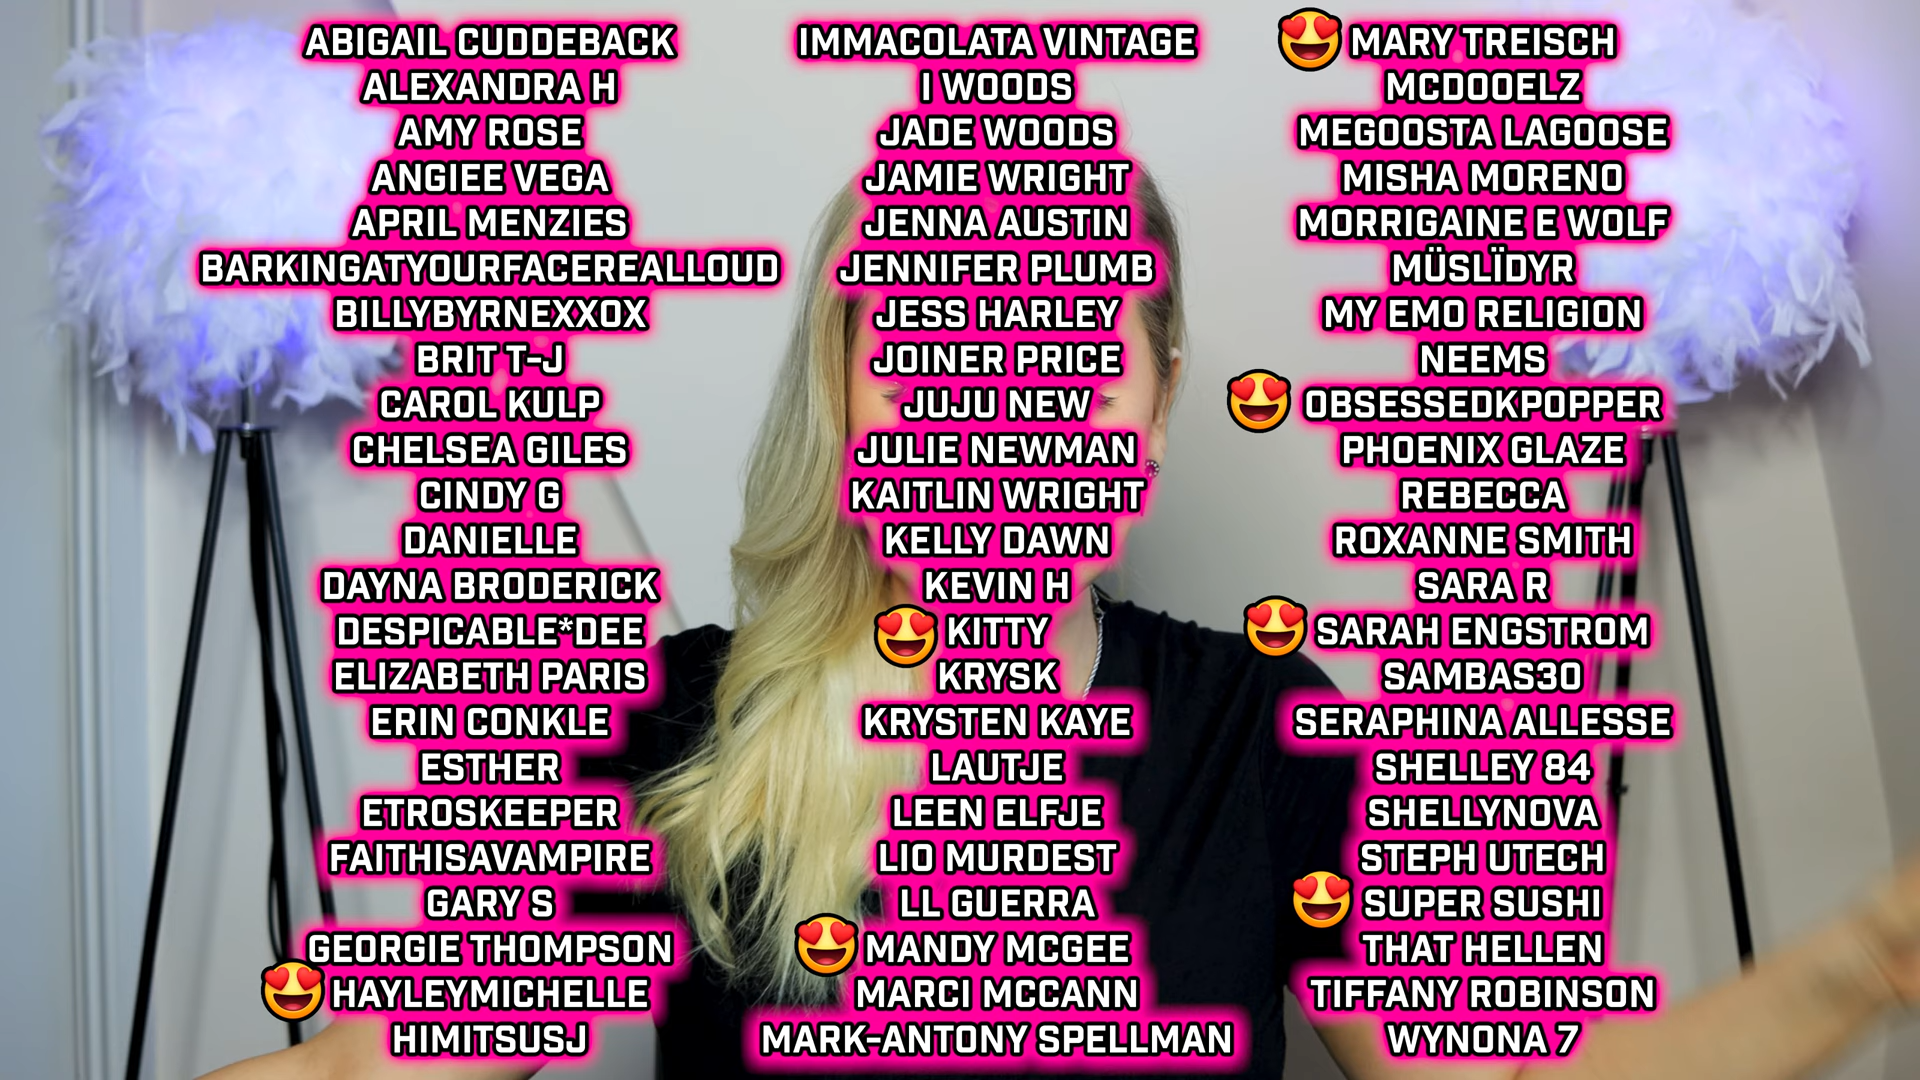 ABIGAIL CUDDEBACK
ALEXANDRA H
AMY ROSE
ANGIEE VEGA
APRIL MENZIES
BARKINGATYOURFACEREALLOUD
BILLYBYRNEXXOX
BRIT T-J
CAROL KULP
CHELSEA GILES
CINDY G
DANIELLE
DAYNA BRODERICK
DESPICABLE*DEE
ELIZABETH PARIS
ERIN CONKLE
ESTHER
ETROSKEEPER
FAITHISAVAMPIRE
GARY S
GEORGIE THOMPSON
HAYLEYMICHELLE
HIMITSUSJ
IMMACOLATA VINTAGE
I WOODS
JADE WOODS
JAMIE WRIGHT
JENNA AUSTIN
JENNIFER PLUMB
JESS HARLEY
JOINER PRICE
JUJU NEW
JULIE NEWMAN
KAITLIN WRIGHT
KELLY DAWN
KEVIN H
KITTY
KRYSK
KRYSTEN KAYE
LAUTJE
LEEN ELFJE
LIO MURDEST
LL GUERRA
MANDY MCGEE
MARCI MCCANN
MARK-ANTONY SPELLMAN
MARY TREISCH
MCDOOELZ
MEGOOSTA LAGOOSE
MISHA MORENO
MORRIGAINE E WOLF
MÜSLÏDYR
MY EMO RELIGION
NEEMS
OBSESSEDKPOPPER
PHOENIX GLAZE
REBECCA
ROXANNE SMITH
SARA R
SARAH ENGSTROM
SAMBAS30
SERAPHINA ALLESSE
SHELLEY 84
SHELLYNOVA
STEPH UTECH
SUPER SUSHI
THAT HELLEN
TIFFANY ROBINSON
WYNONA 7